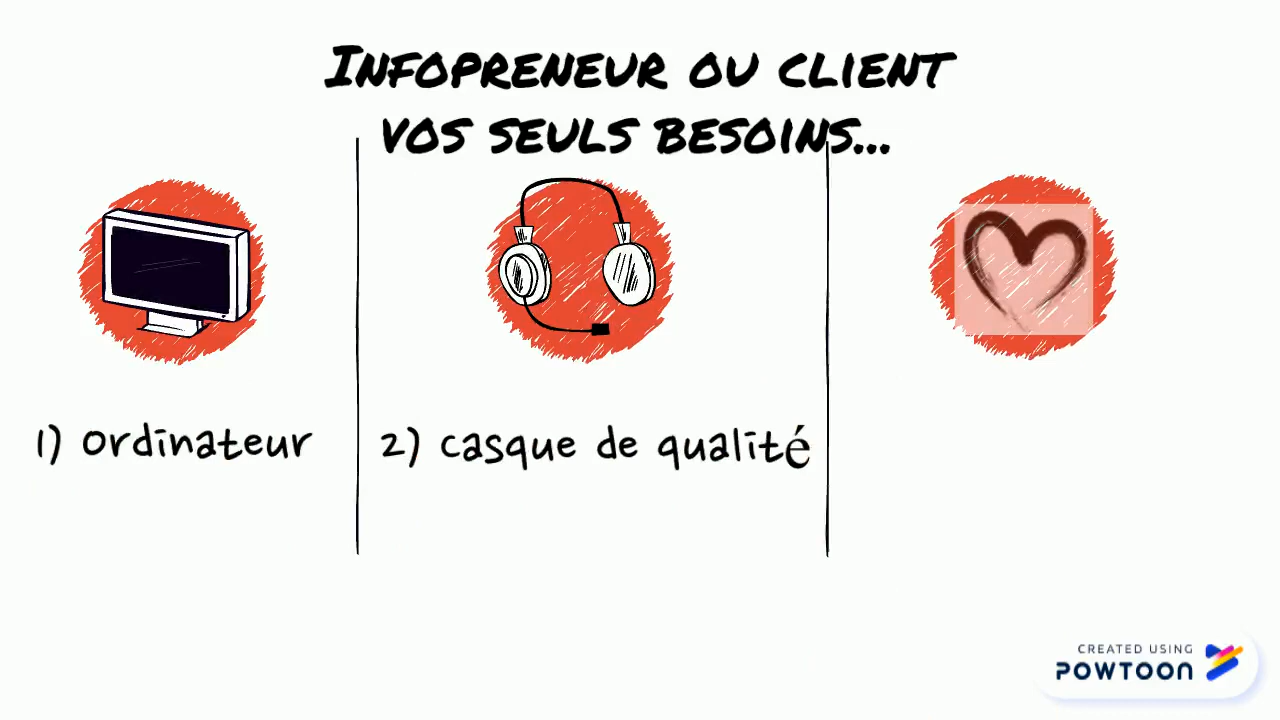 Infopreneur ou client
vos seuls besoins...
1) ordinateur
2) casque de qualité
CREATED USING
POWTOON